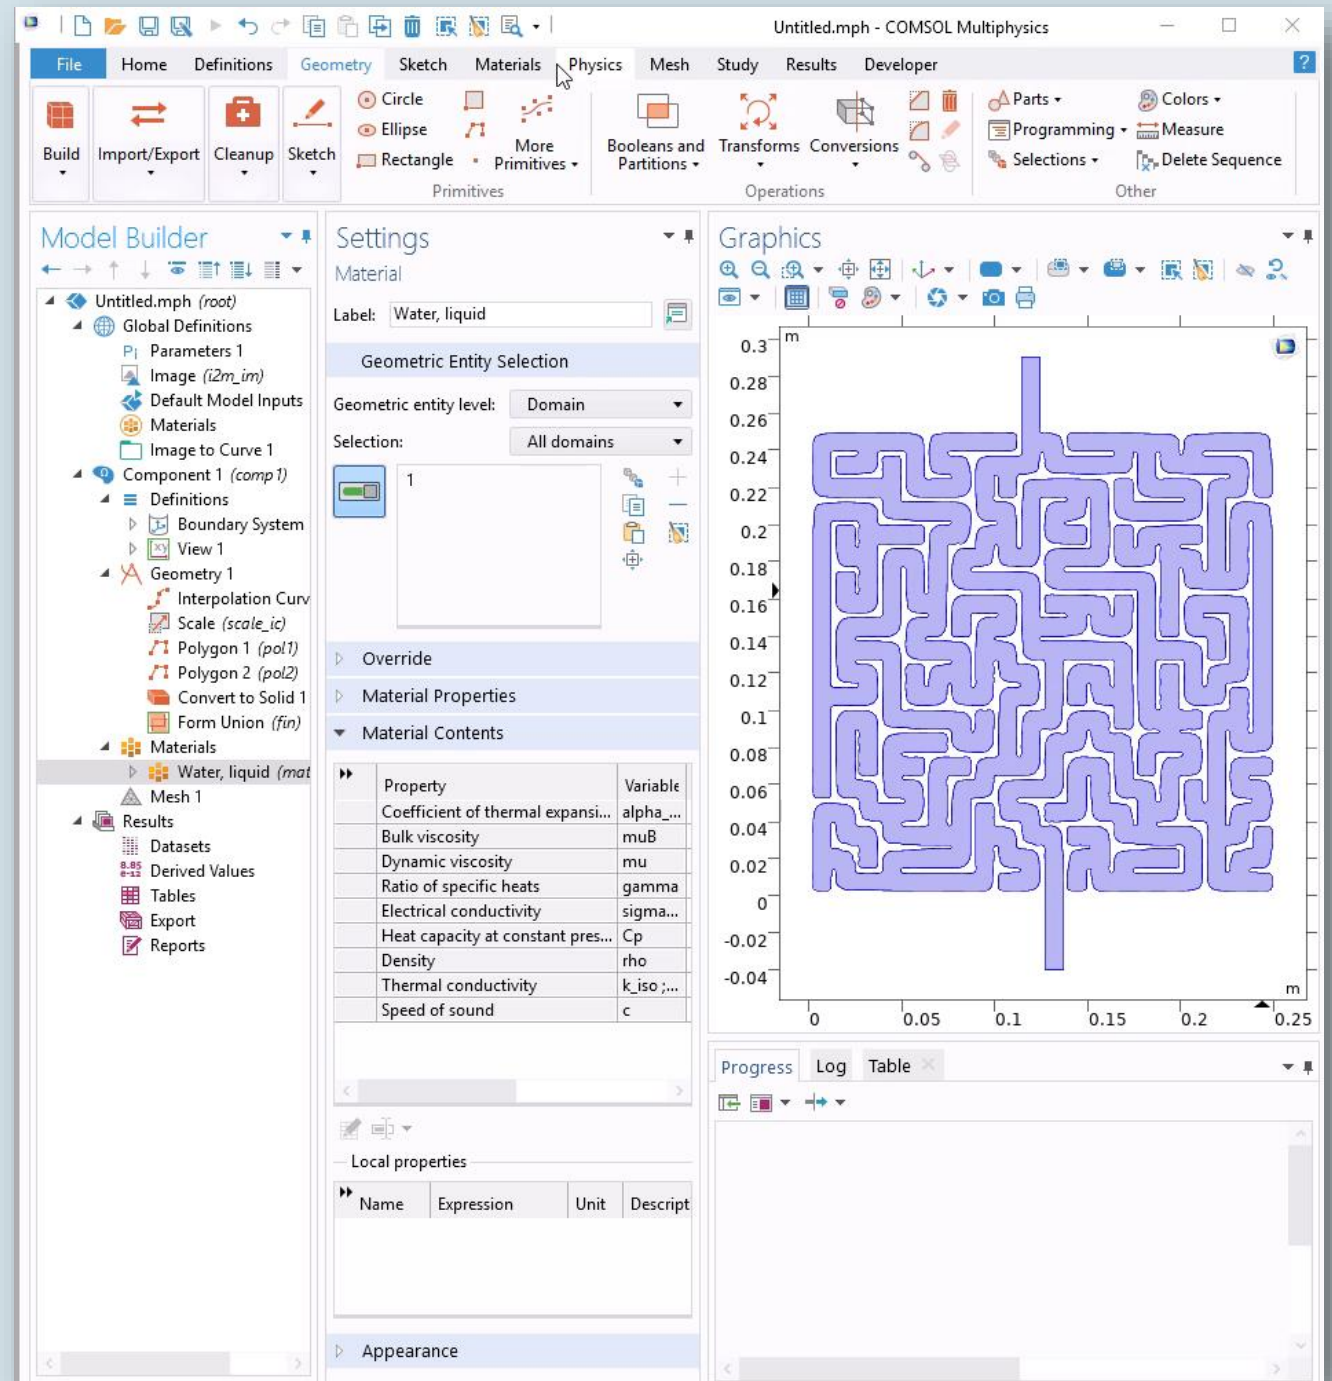 Untitled.mph - COMSOL Multiphysics
File Home Definitions Geometry Sketch Materials Physics Mesh Study Results Developer ?
Circle
Ellipse
Rectangle
Build
Import/Export
Cleanup
Sketch
More
Primitives
Primitives
Booleans and
Partitions
Transforms
Conversions
Operations
Parts
Programming
Selections
Colors
Measure
Delete Sequence
Other
Model Builder
Untitled.mph (root)
Global Definitions
Pi Parameters 1
Image (i2m_im)
Default Model Inputs
Materials
Image to Curve 1
Component 1 (comp1)
Definitions
Boundary System
View 1
Geometry 1
Interpolation Curv
Scale (scale_ic)
Polygon 1 (pol1)
Polygon 2 (pol2)
Convert to Solid 1
Form Union (fin)
Materials
Water, liquid (mat
Mesh 1
Results
Datasets
8.85
e-12
Derived Values
Tables
Export
Reports
Settings
Material
Label: Water, liquid
Geometric Entity Selection
Geometric entity level: Domain
Selection: All domains
1
Override
Material Properties
Material Contents
Property Variable
Coefficient of thermal expansi... alpha_...
Bulk viscosity muB
Dynamic viscosity mu
Ratio of specific heats gamma
Electrical conductivity sigma...
Heat capacity at constant pres... Cp
Density rho
Thermal conductivity k_iso ;...
Speed of sound c
Local properties
Name Expression Unit Descript
Appearance
Graphics
m
0.3
0.28
0.26
0.24
0.22
0.2
0.18
0.16
0.14
0.12
0.1
0.08
0.06
0.04
0.02
0
-0.02
-0.04
m
0 0.05 0.1 0.15 0.2 0.25
Progress Log Table